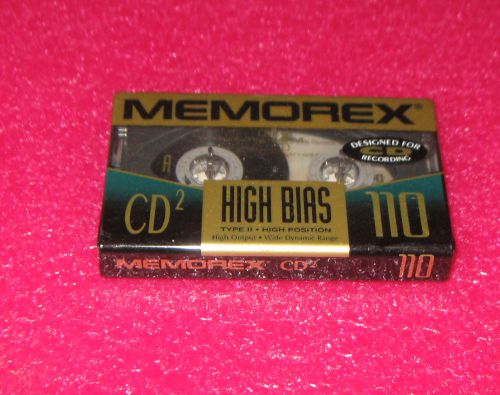 MEMOREX®
DESIGNED FOR
CD
RECORDING
A
CD²
HIGH BIAS
110
TYPE II • HIGH POSITION
High Output • Wide Dynamic Range
MEMOREX CD² 110